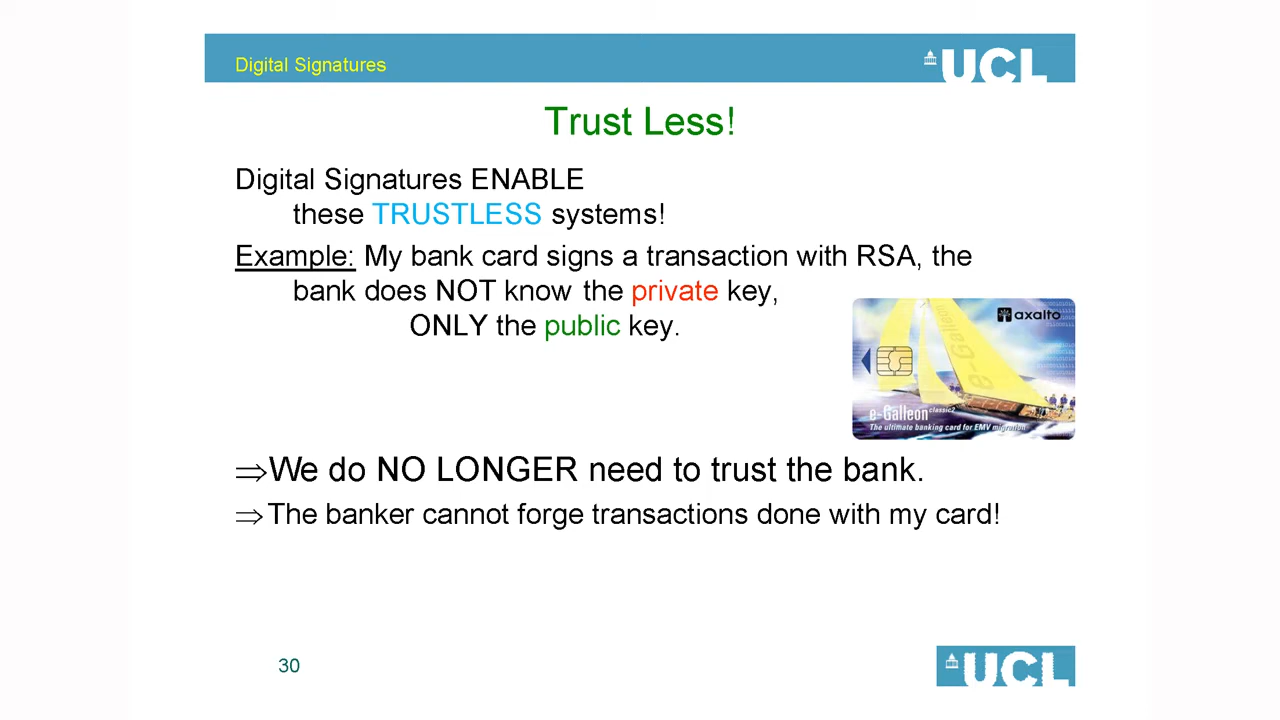 Digital Signatures
UCL
Trust Less!
Digital Signatures ENABLE
these TRUSTLESS systems!
Example: My bank card signs a transaction with RSA, the
bank does NOT know the private key,
ONLY the public key.
axalto
e-Galleon
e-Galleon classic2
The ultimate banking card for EMV migration
⇒We do NO LONGER need to trust the bank.
⇒ The banker cannot forge transactions done with my card!
30
UCL